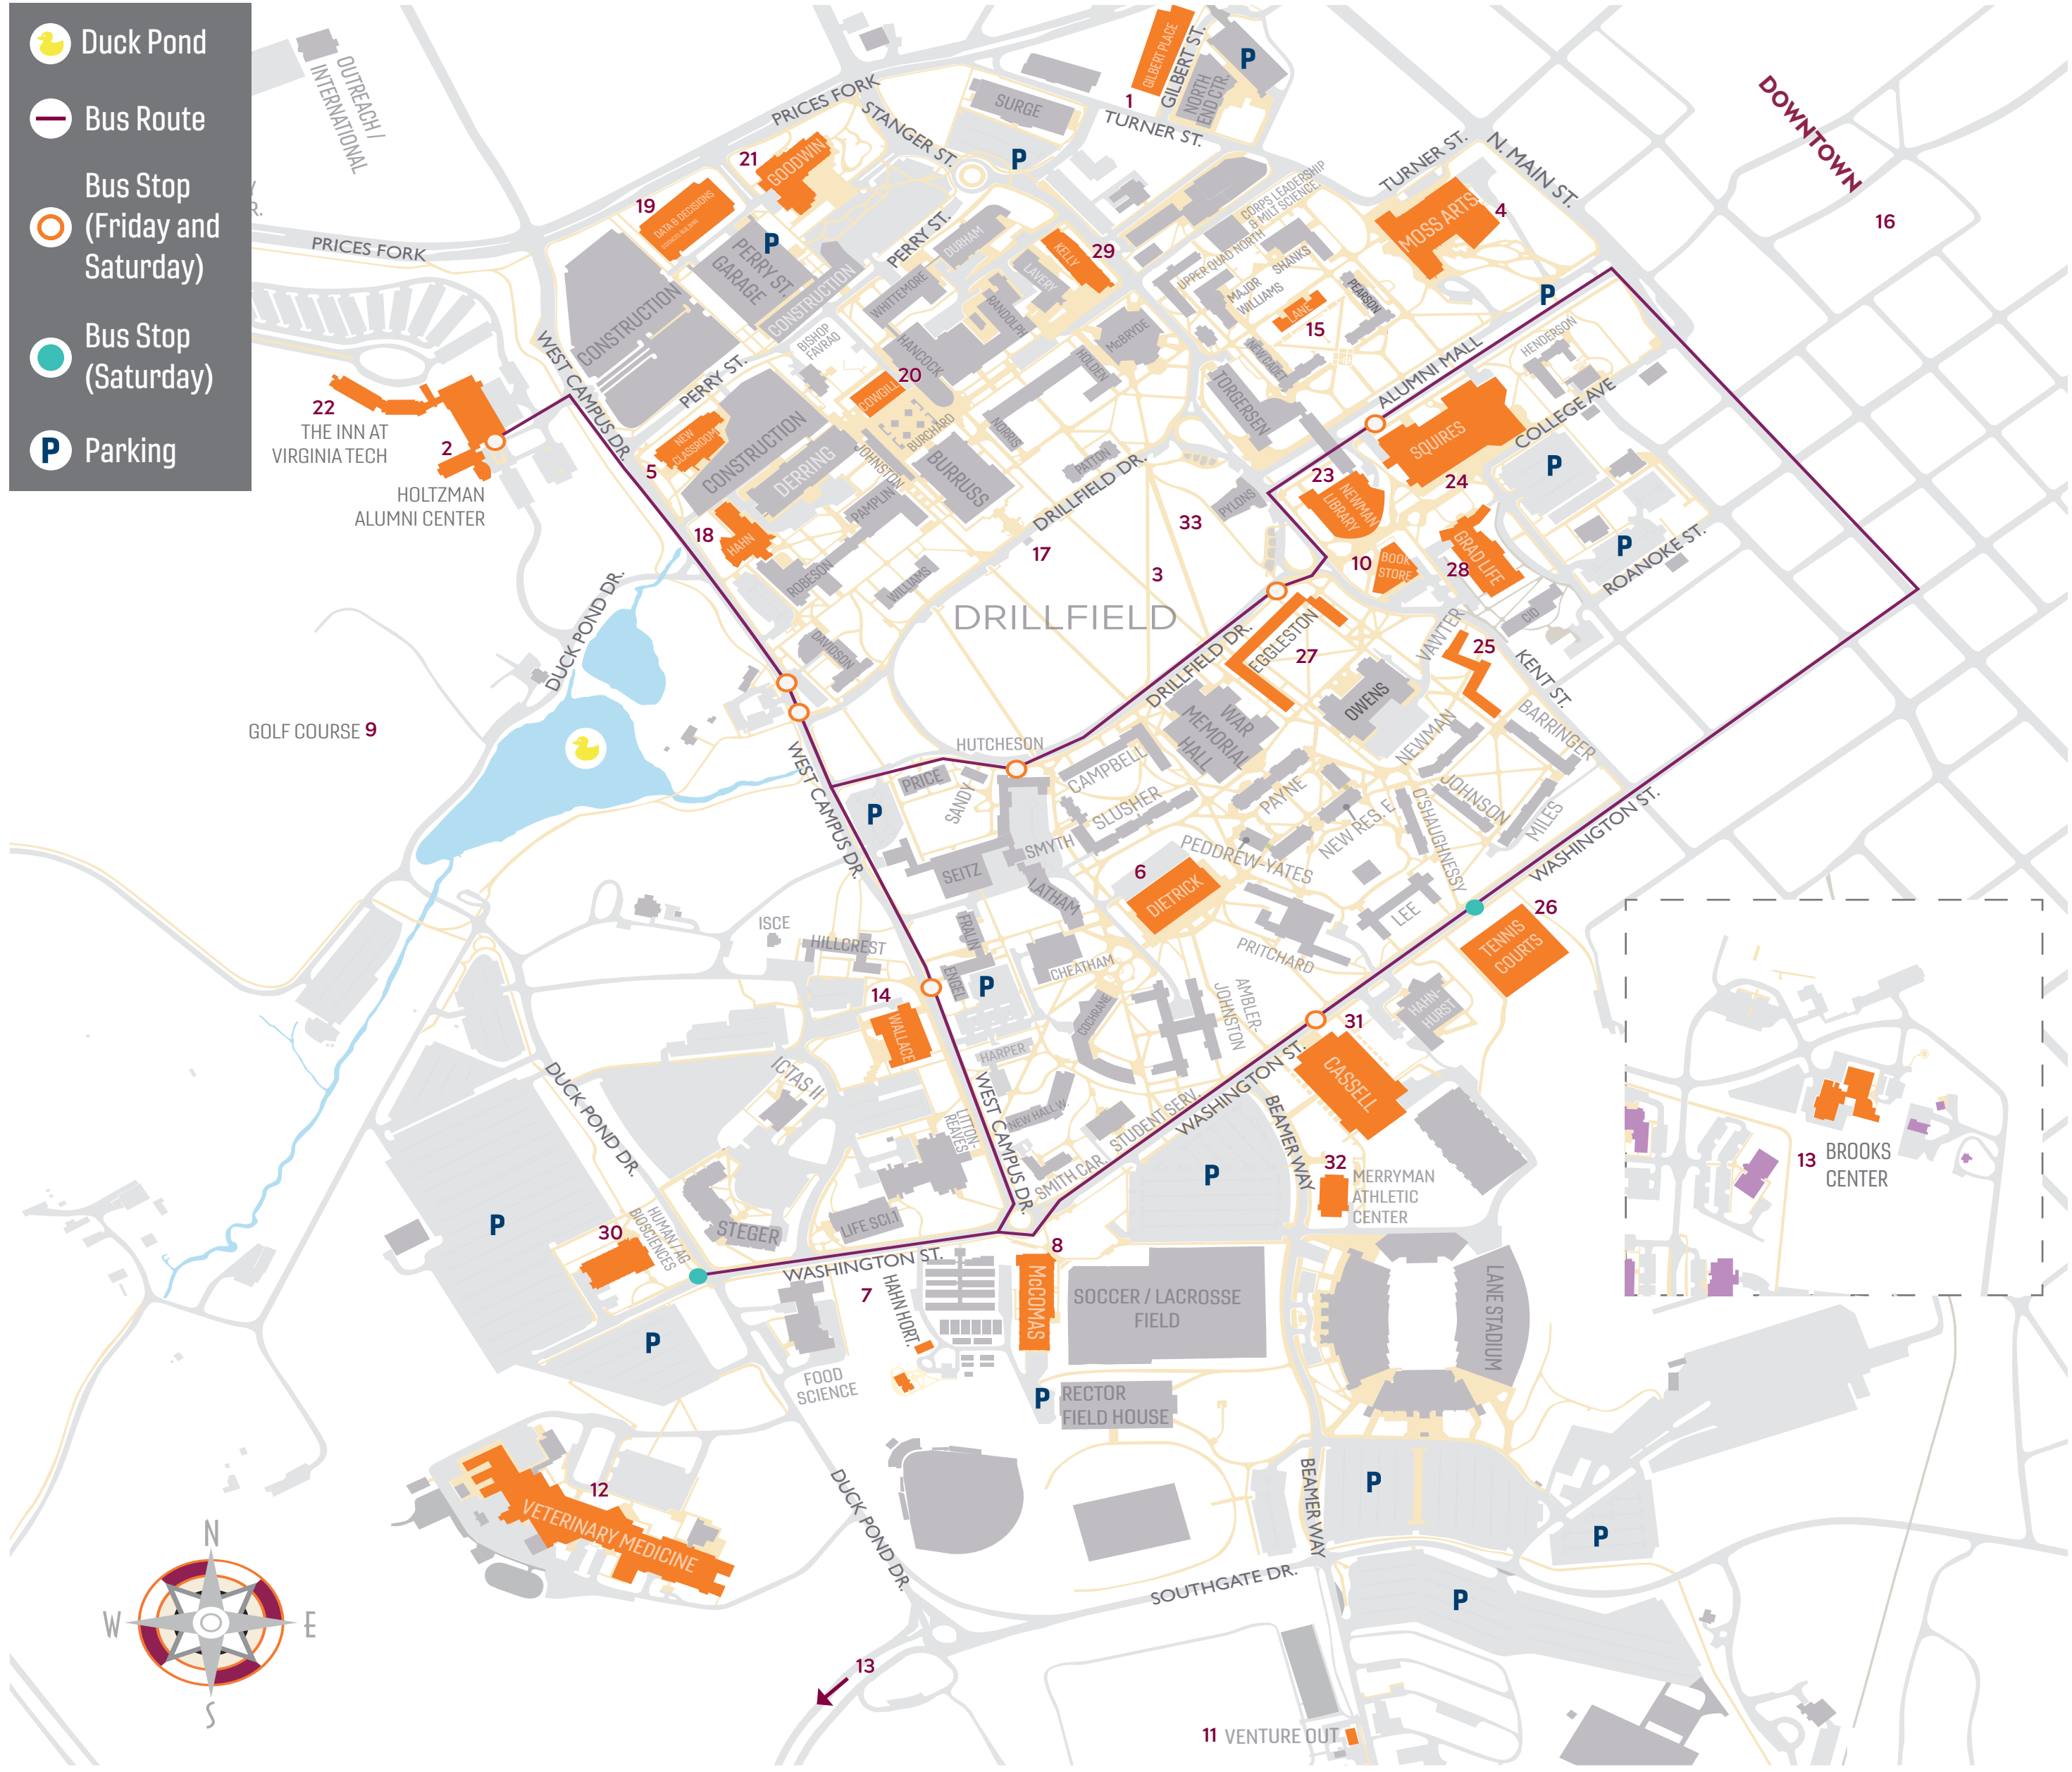 Duck Pond
Bus Route
Bus Stop
(Friday and
Saturday)
Bus Stop
(Saturday)
P Parking
OUTREACH /
INTERNATIONAL
R.
PRICES FORK
PRICES FORK
STANGER ST.
SURGE
P
1
GILBERT PLACE
GILBERT ST.
NORTH
END CTR.
P
TURNER ST.
TURNER ST.
N. MAIN ST.
DOWNTOWN
16
21
GOODWIN
19
DATA & DECISIONS
SCIENCES BUILDING
P
PERRY ST.
GARAGE
CONSTRUCTION
CONSTRUCTION
PERRY ST.
DURHAM
WHITTEMORE
LAVERY
KELLY
29
RANDOLPH
HANCOCK
McBRYDE
HOLDEN
BISHOP
FAVRAO
CORPS LEADERSHIP
& MILT SCIENCE.
UPPER QUAD NORTH
SHANKS
MAJOR
WILLIAMS
LANE
15
PEARSON
NEWCADET
MOSS ARTS
4
P
22
THE INN AT
VIRGINIA TECH
2
HOLTZMAN
ALUMNI CENTER
WEST CAMPUS DR.
PERRY ST.
5
NEW
CLASSROOM
CONSTRUCTION
20
COWGILL
BURCHARD
NORRIS
PATTON
TORGERSEN
ALUMNI MALL
HENDERSON
COLLEGE AVE
SQUIRES
24
P
DERRING
JOHNSTON
PAMPLIN
BURRUSS
18
HAHN
ROBESON
WILLIAMS
DAVIDSON
DRILLFIELD DR.
17
33
3
DRILLFIELD
PYLONS
23
NEWMAN
LIBRARY
10
BOOK
STORE
28
GRAD LIFE
GID
P
ROANOKE ST.
DUCK POND DR.
GOLF COURSE 9
WEST CAMPUS DR.
HUTCHESON
DRILLFIELD DR.
EGGLESTON
27
OWENS
VAWTER
25
KENT ST.
BARRINGER
NEWMAN
JOHNSON
MILES
O'SHAUGHNESSY
WAR
MEMORIAL
HALL
PAYNE
NEW RES. E.
PEDDREW-YATES
PRICE
SANDY
P
CAMPBELL
SLUSHER
SMYTH
SEITZ
LATHAM
6
DIETRICK
PRITCHARD
LEE
WASHINGTON ST.
26
TENNIS
COURTS
ISCE
HILLCREST
FRALIN
ENGEL
P
CHEATHAM
COCHRANE
AMBLER-
JOHNSTON
HAHN-
HURST
14
WALLACE
HARPER
31
CASSELL
ICTAS II
LITTON-
REAVES
WEST CAMPUS DR.
NEW HALL W.
SMITH CAR.
STUDENT SERV.
WASHINGTON ST.
BEAMER WAY
P
32
MERRYMAN
ATHLETIC
CENTER
13 BROOKS
CENTER
DUCK POND DR.
P
30
HUMAN / AG
BIOSCIENCES
STEGER
LIFE SCI.1
WASHINGTON ST.
7
HAHN HORT.
8
McCOMAS
SOCCER / LACROSSE
FIELD
LANE STADIUM
P
FOOD
SCIENCE
P
RECTOR
FIELD HOUSE
12
VETERINARY MEDICINE
DUCK POND DR.
BEAMER WAY
P
P
P
SOUTHGATE DR.
N
W
E
S
13
11 VENTURE OUT